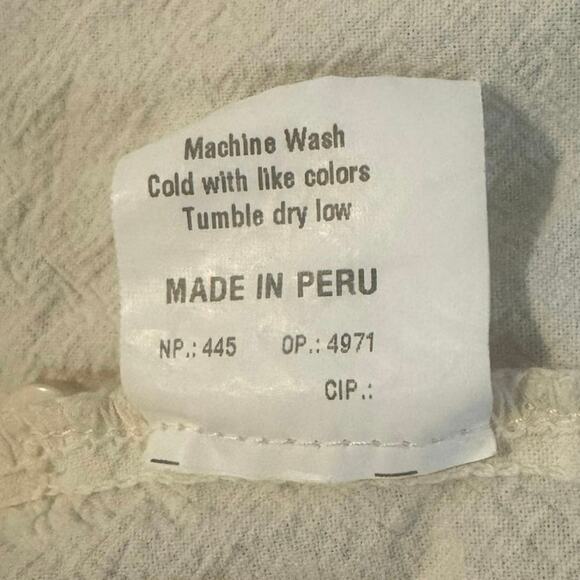 Machine Wash
Cold with like colors
Tumble dry low
MADE IN PERU
NP.: 445 OP.: 4971
CIP.: